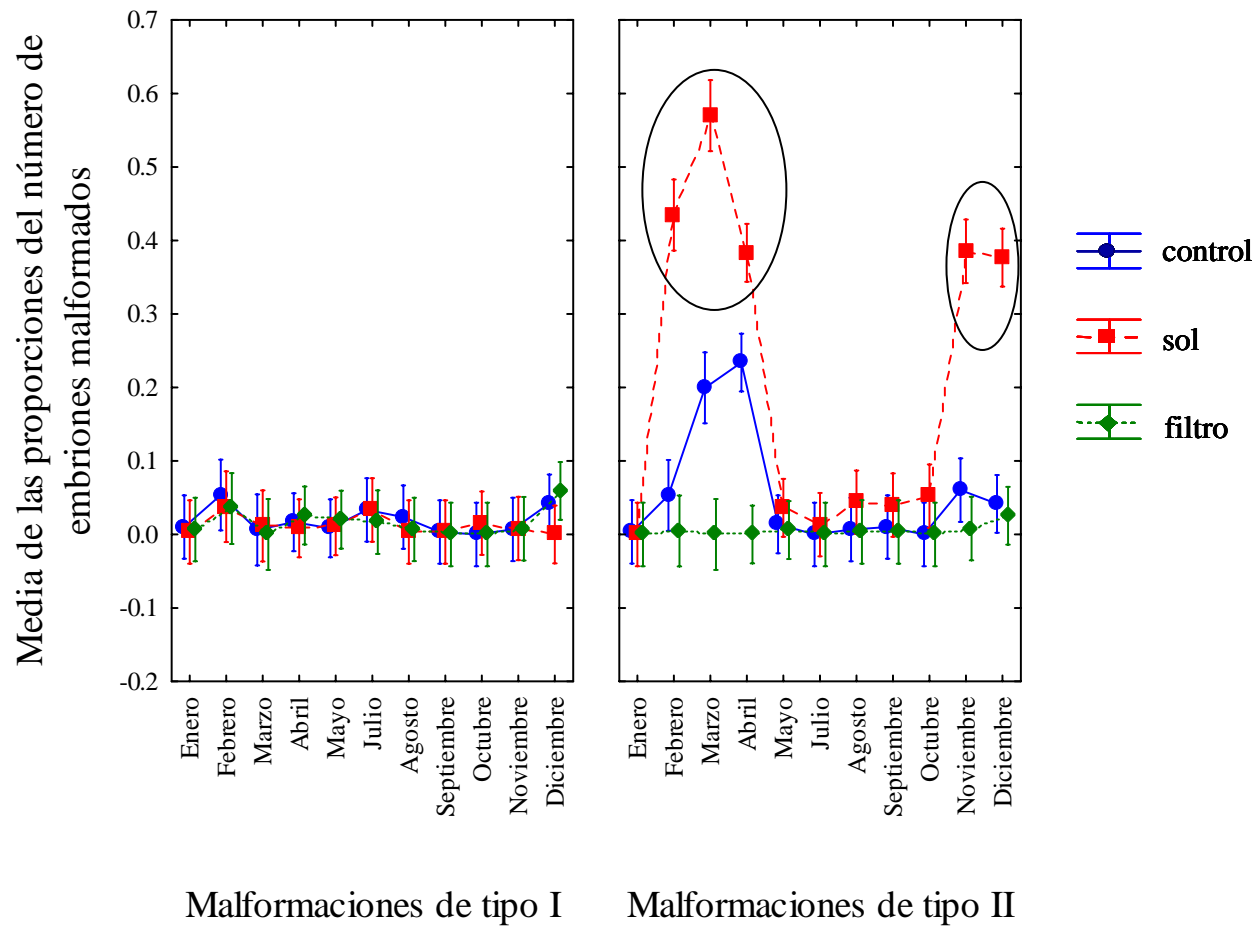 Media de las proporciones del número de
embriones malformados
0.7
0.6
0.5
0.4
0.3
0.2
0.1
0.0
-0.1
-0.2
Enero
Febrero
Marzo
Abril
Mayo
Julio
Agosto
Septiembre
Octubre
Noviembre
Diciembre
Malformaciones de tipo I
Enero
Febrero
Marzo
Abril
Mayo
Julio
Agosto
Septiembre
Octubre
Noviembre
Diciembre
Malformaciones de tipo II
control
sol
filtro